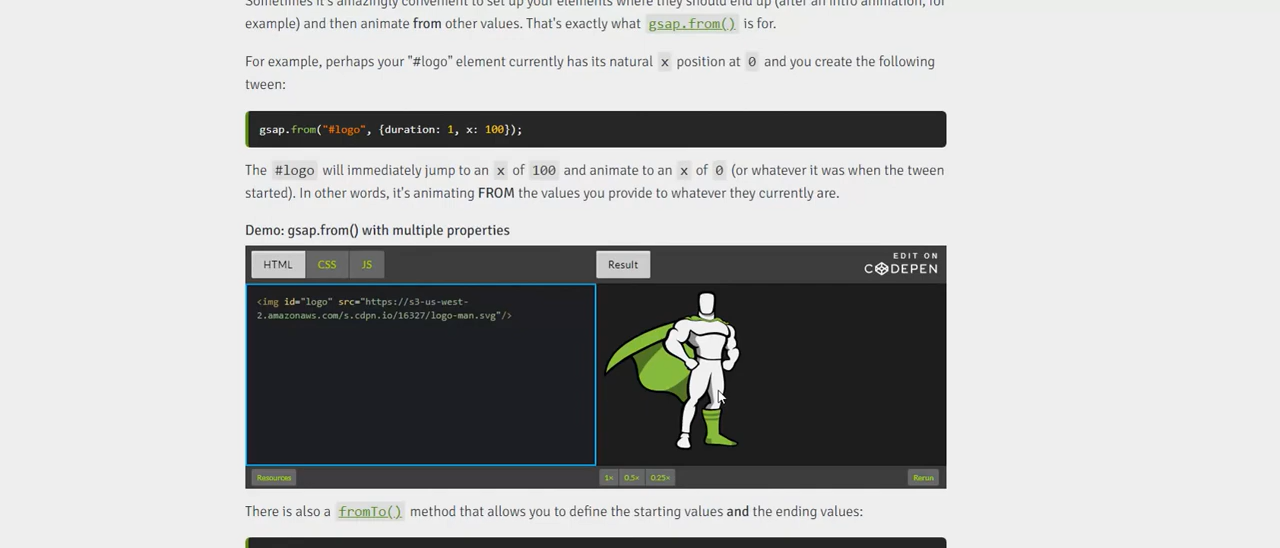 Sometimes it's amazingly convenient to set up your elements where they should end up (after an intro animation, for
example) and then animate from other values. That's exactly what gsap.from() is for.
For example, perhaps your "#logo" element currently has its natural x position at 0 and you create the following
tween:
gsap.from("#logo", {duration: 1, x: 100});
The #logo will immediately jump to an x of 100 and animate to an x of 0 (or whatever it was when the tween
started). In other words, it's animating FROM the values you provide to whatever they currently are.
Demo: gsap.from() with multiple properties
HTML CSS JS Result EDIT ON CODEPEN
<img id="logo" src="https://s3-us-west-
2.amazonaws.com/s.cdpn.io/16327/logo-man.svg"/>
Resources 1× 0.5× 0.25× Rerun
There is also a fromTo() method that allows you to define the starting values and the ending values: